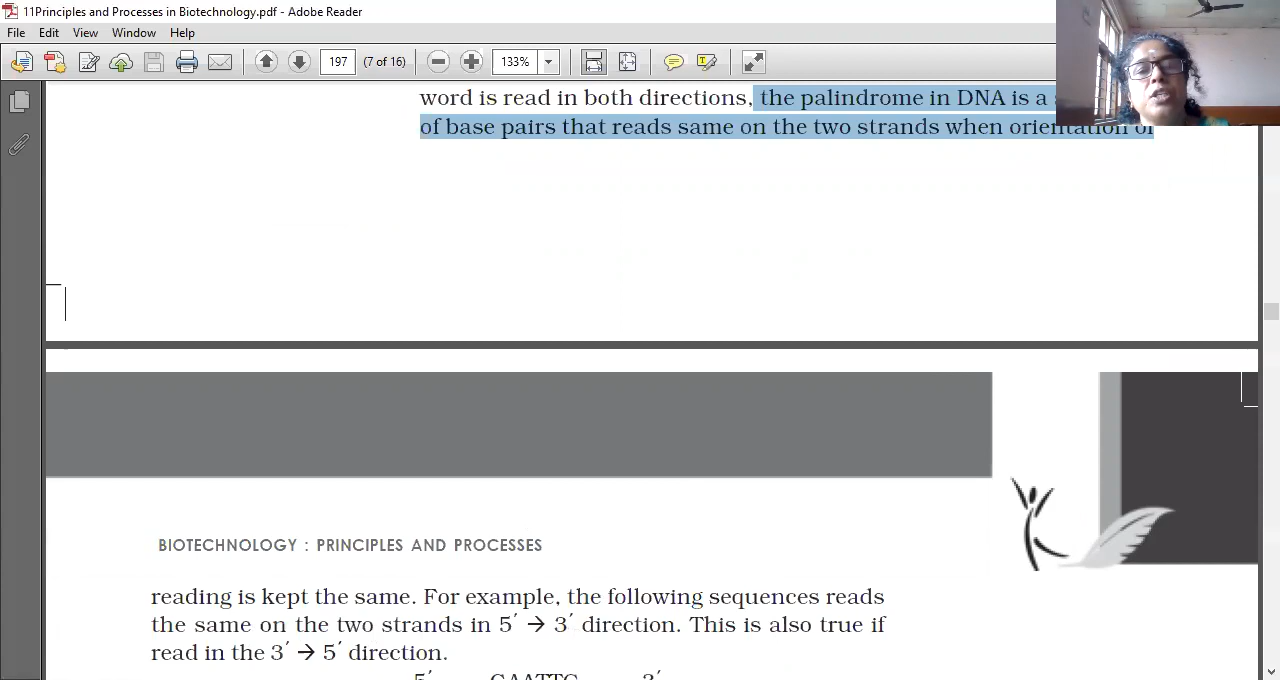 11Principles and Processes in Biotechnology.pdf - Adobe Reader
File Edit View Window Help
197 (7 of 16) 133%
word is read in both directions, the palindrome in DNA is a
of base pairs that reads same on the two strands when orientation of
BIOTECHNOLOGY : PRINCIPLES AND PROCESSES
reading is kept the same. For example, the following sequences reads
the same on the two strands in 5′ → 3′ direction. This is also true if
read in the 3′ → 5′ direction.
5′ GAATTC 3′